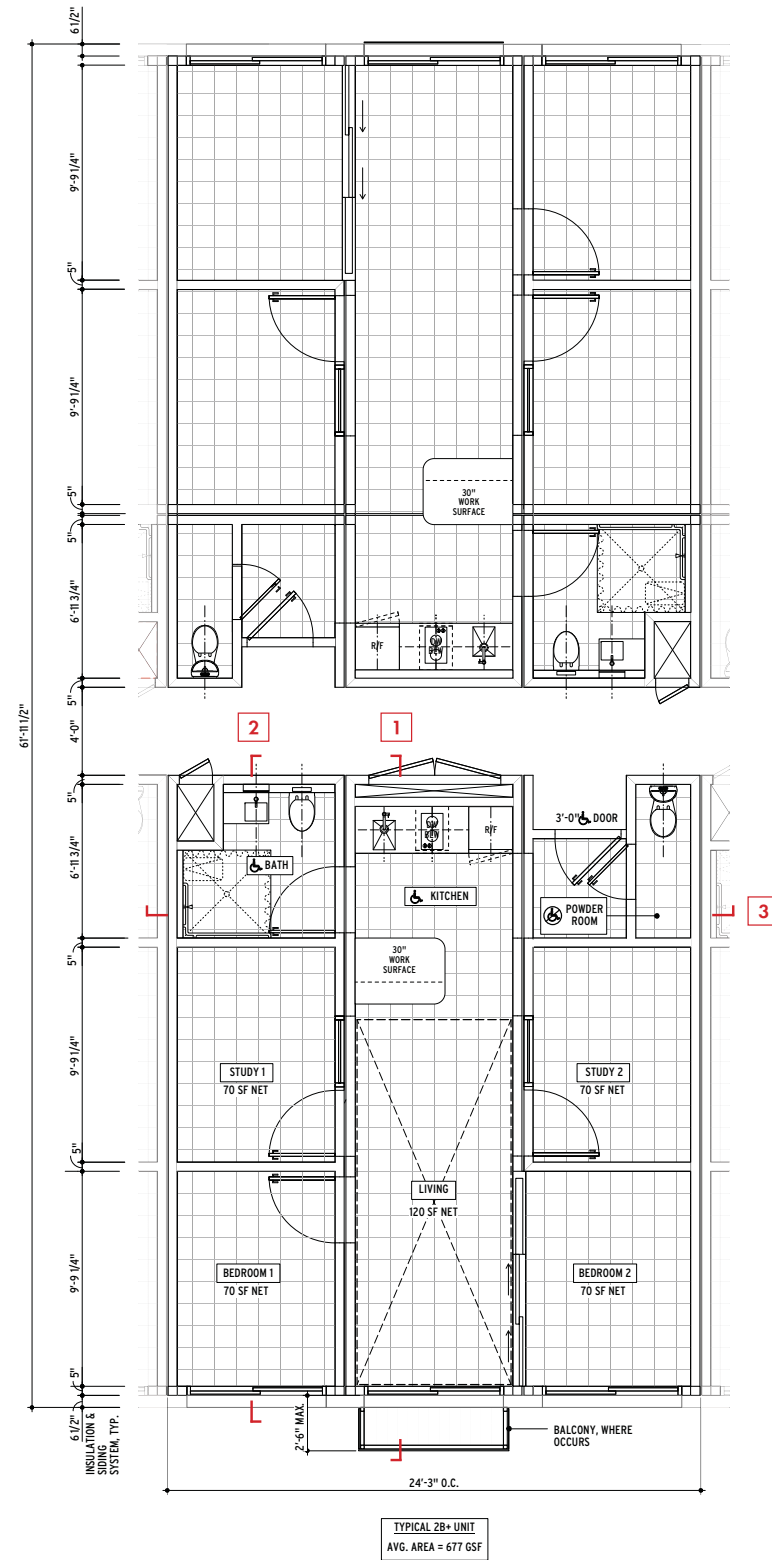 6 1/2"
9'-9 1/4"
5"
9'-9 1/4"
5"
5"
6'-11 3/4"
5"
4'-0"
61'-11 1/2"
5"
6'-11 3/4"
5"
9'-9 1/4"
5"
9'-9 1/4"
5"
6 1/2"
INSULATION &
SIDING
SYSTEM, TYP.
30"
WORK
SURFACE
R/F
DW
BEW
2
1
3
DW
BEW
R/F
3'-0" DOOR
BATH
KITCHEN
POWDER
ROOM
30"
WORK
SURFACE
STUDY 1
70 SF NET
STUDY 2
70 SF NET
LIVING
120 SF NET
BEDROOM 1
70 SF NET
BEDROOM 2
70 SF NET
2'-6" MAX.
BALCONY, WHERE
OCCURS
24'-3" O.C.
TYPICAL 2B+ UNIT
AVG. AREA = 677 GSF